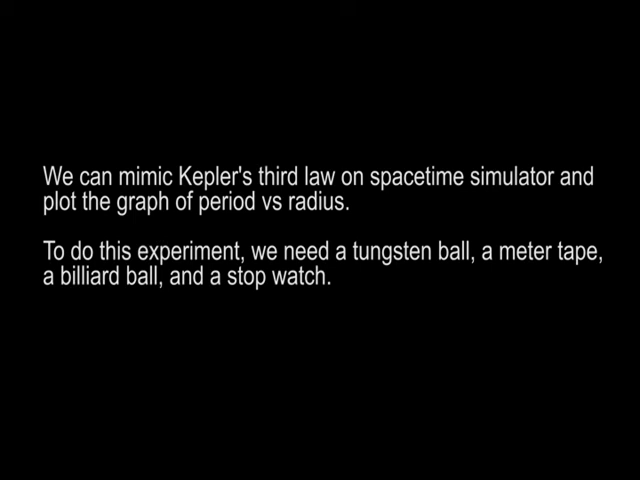 We can mimic Kepler's third law on spacetime simulator and
plot the graph of period vs radius.
To do this experiment, we need a tungsten ball, a meter tape,
a billiard ball, and a stop watch.